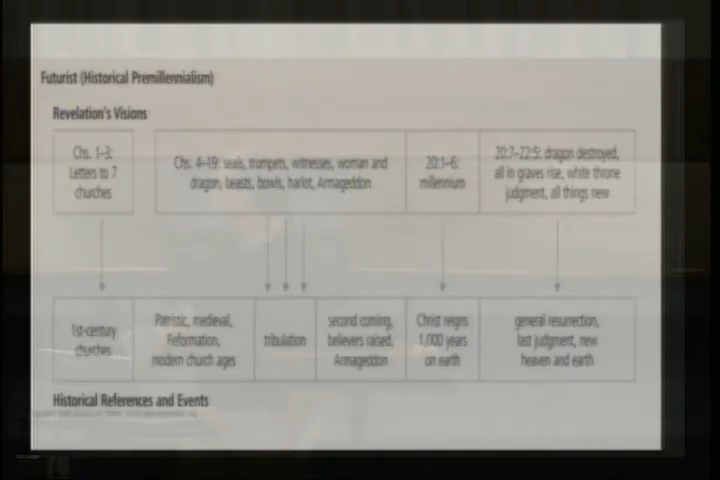 Futurist (Historical Premillennialism)
Revelation's Visions
Chs. 1–3:
Letters to 7
churches
Chs. 4–19: seals, trumpets, witnesses, woman and
dragon, beasts, bowls, harlot, Armageddon
20:1–6:
millennium
20:7–22:5: dragon destroyed,
all in graves rise, white throne
judgment, all things new
1st-century
churches
Patristic, medieval,
Reformation,
modern church ages
tribulation
second coming,
believers raised,
Armageddon
Christ reigns
1,000 years
on earth
general resurrection,
last judgment, new
heaven and earth
Historical References and Events